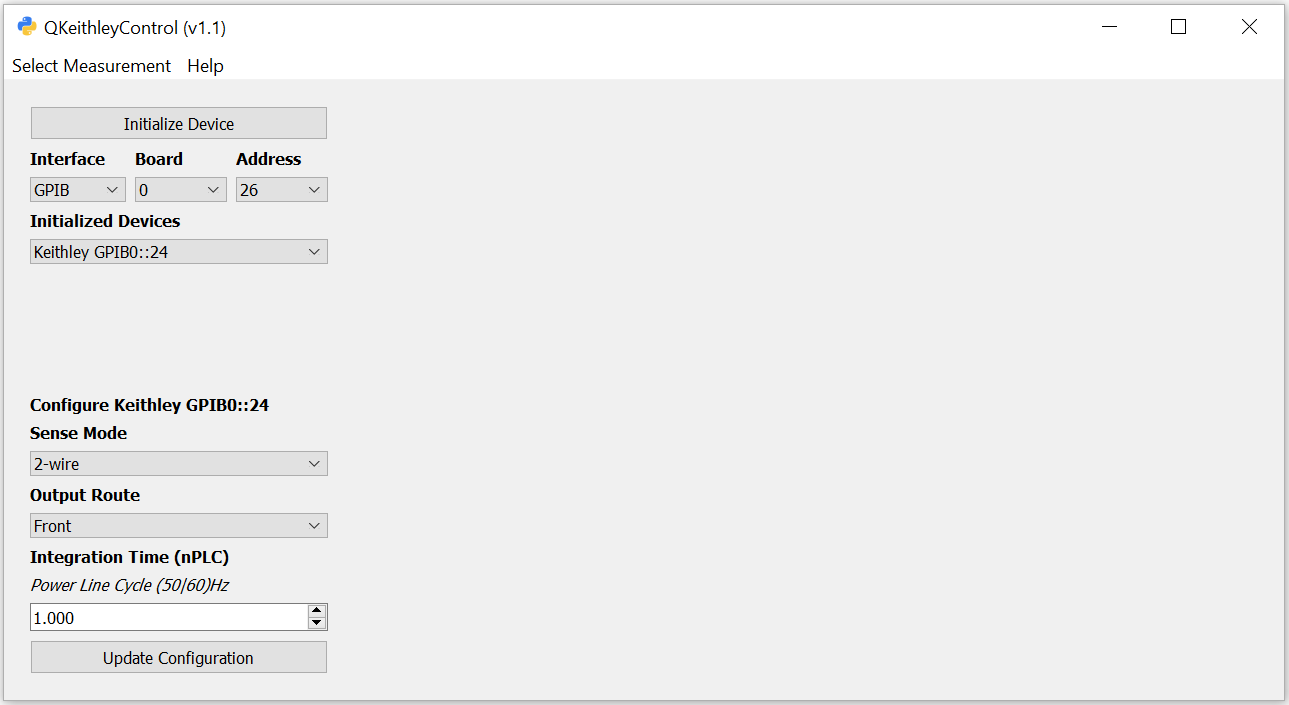 QKeithleyControl (v1.1)
Select Measurement Help
Initialize Device
Interface Board Address
GPIB 0 26
Initialized Devices
Keithley GPIB0::24
Configure Keithley GPIB0::24
Sense Mode
2-wire
Output Route
Front
Integration Time (nPLC)
Power Line Cycle (50|60)Hz
1.000
Update Configuration